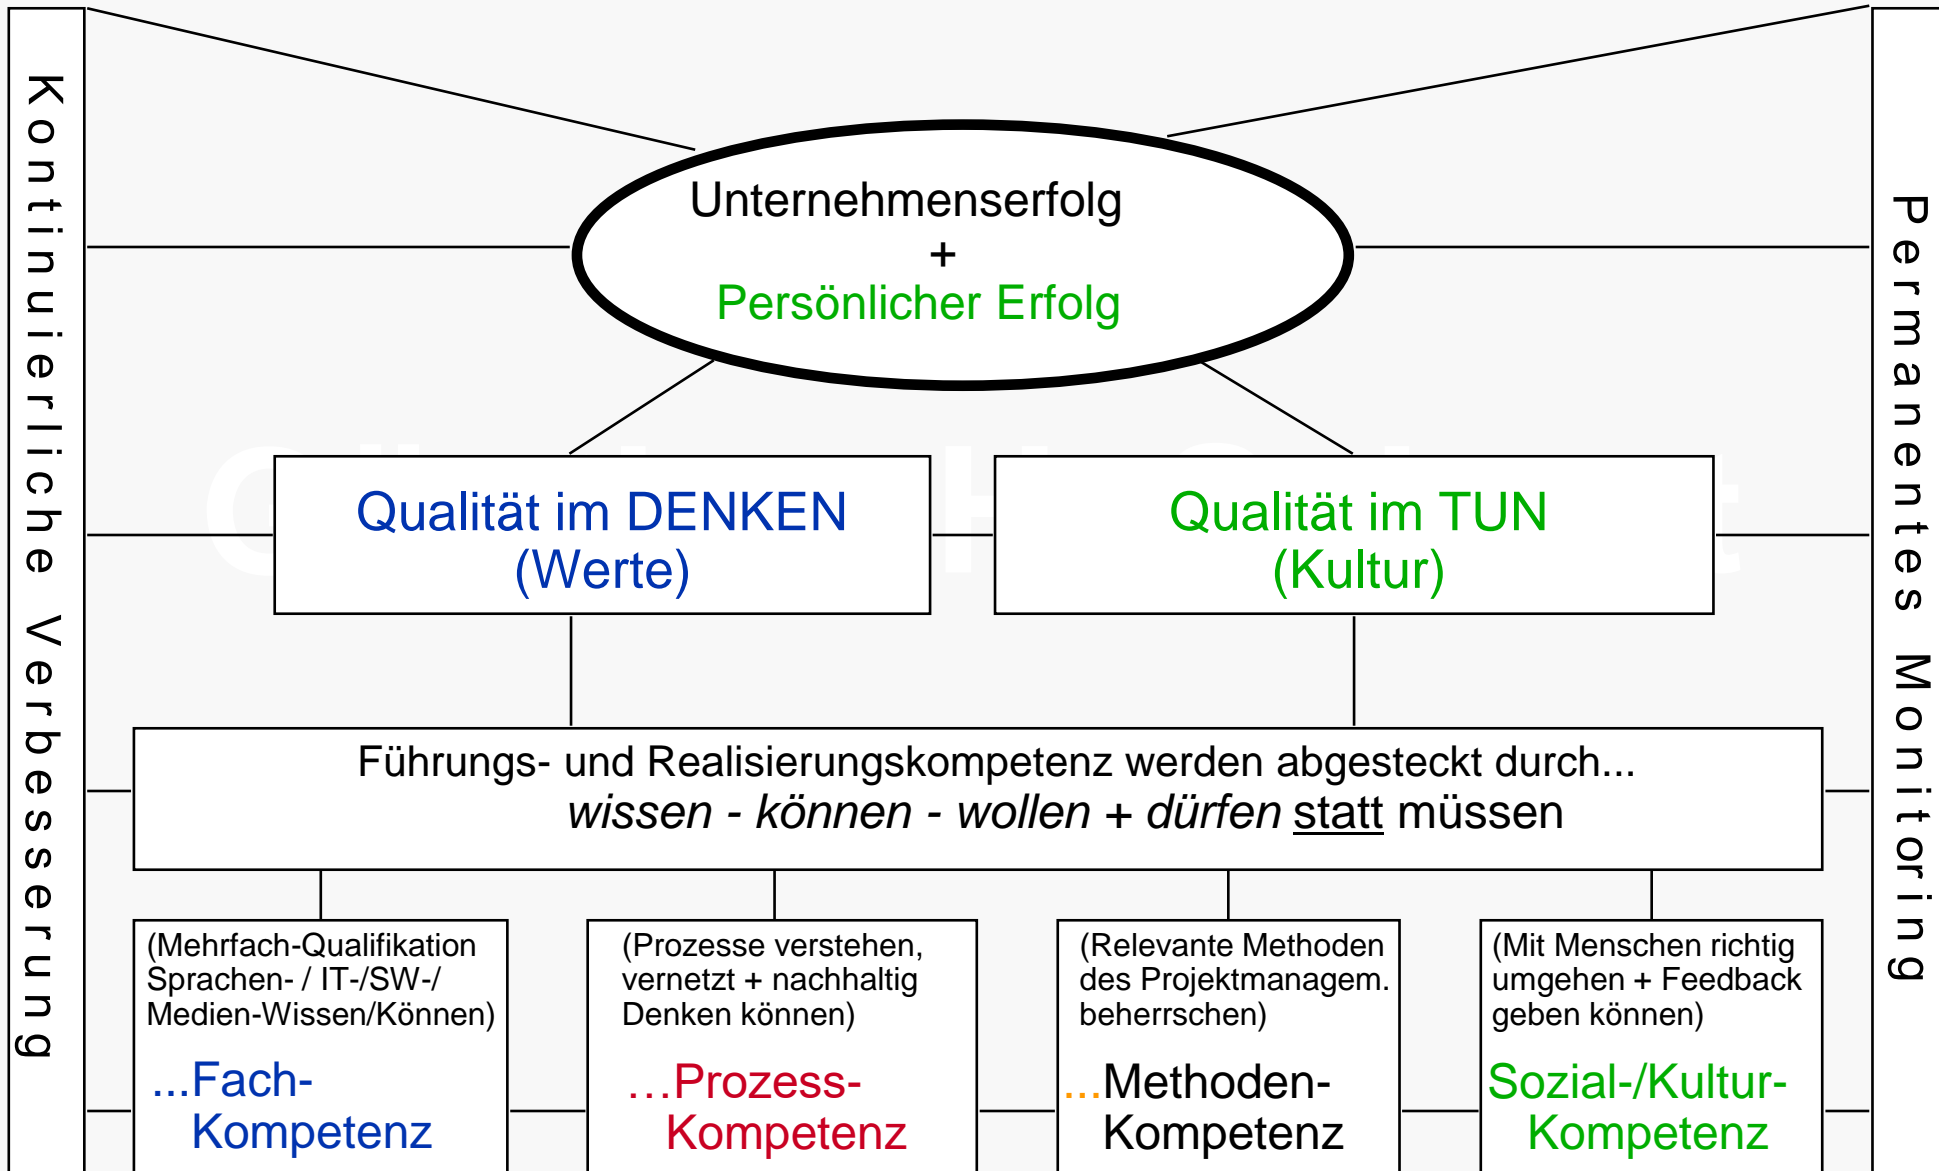 Kontinuierliche Verbesserung
Unternehmenserfolg
+
Persönlicher Erfolg
Permanentes Monitoring
Qualität im DENKEN
(Werte)
Qualität im TUN
(Kultur)
Führungs- und Realisierungskompetenz werden abgesteckt durch...
wissen - können - wollen + dürfen statt müssen
(Mehrfach-Qualifikation
Sprachen- / IT-/SW-/
Medien-Wissen/Können)
...Fach-
Kompetenz
(Prozesse verstehen,
vernetzt + nachhaltig
Denken können)
...Prozess-
Kompetenz
(Relevante Methoden
des Projektmanagem.
beherrschen)
...Methoden-
Kompetenz
(Mit Menschen richtig
umgehen + Feedback
geben können)
Sozial-/Kultur-
Kompetenz